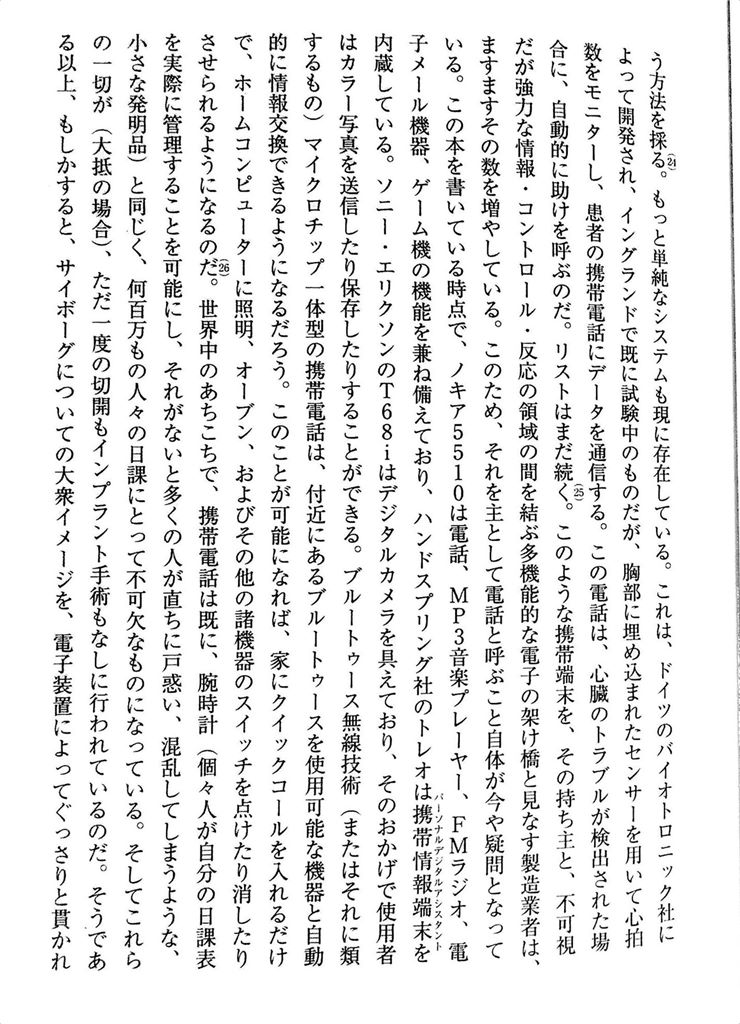 う方法を採る。(24)もっと単純なシステムも現に存在している。これは、ドイツのバイオトロニック社に
よって開発され、イングランドで既に試験中のものだが、胸部に埋め込まれたセンサーを用いて心拍
数をモニターし、患者の携帯電話にデータを通信する。この電話は、心臓のトラブルが検出された場
合に、自動的に助けを呼ぶのだ。リストはまだ続く。(25)このような携帯端末を、その持ち主と、不可視
だが強力な情報・コントロール・反応の領域の間を結ぶ多機能的な電子の架け橋と見なす製造業者は、
ますますその数を増やしている。このため、それを主として電話と呼ぶこと自体が今や疑問となって
いる。この本を書いている時点で、ノキア5510は電話、MP3音楽プレーヤー、FMラジオ、電
子メール機器、ゲーム機の機能を兼ね備えており、ハンドスプリング社のトレオは携帯情報端末を
パーソナルデジタルアシスタント
内蔵している。ソニー・エリクソンのT68iはデジタルカメラを具えており、そのおかげで使用者
はカラー写真を送信したり保存したりすることができる。ブルートゥース無線技術（またはそれに類
するもの）マイクロチップ一体型の携帯電話は、付近にあるブルートゥースを使用可能な機器と自動
的に情報交換できるようになるだろう。このことが可能になれば、家にクイックコールを入れるだけ
で、ホームコンピューターに照明、オーブン、およびその他の諸機器のスイッチを点けたり消したり
させられるようになるのだ。(26)世界中のあちこちで、携帯電話は既に、腕時計（個々人が自分の日課表
を実際に管理することを可能にし、それがないと多くの人が直ちに戸惑い、混乱してしまうような、
小さな発明品）と同じく、何百万もの人々の日課にとって不可欠なものになっている。そしてこれら
の一切が（大抵の場合）、ただ一度の切開もインプラント手術もなしに行われているのだ。そうであ
る以上、もしかすると、サイボーグについての大衆イメージを、電子装置によってぐっさりと貫かれ